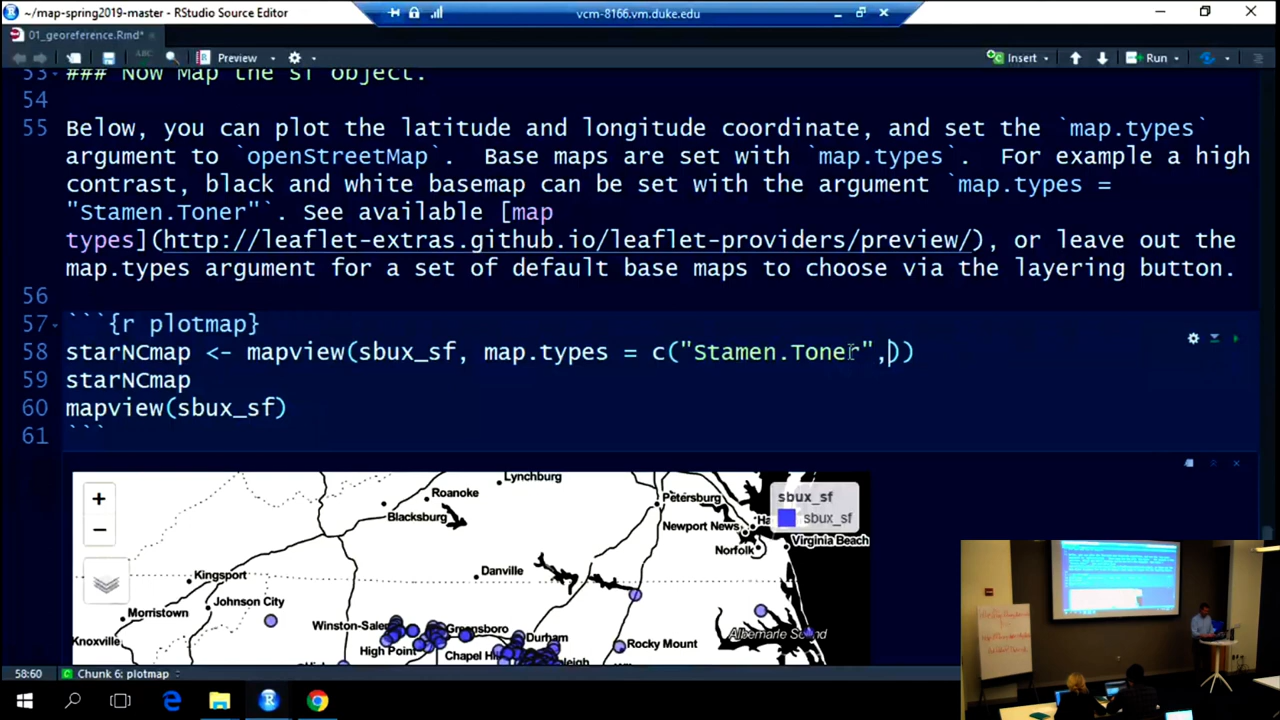 ~/map-spring2019-master - RStudio Source Editor
vcm-8166.vm.duke.edu
01_georeference.Rmd*
ABC
Preview
Insert
Run
53 ### Now Map the sf object.
54
55 Below, you can plot the latitude and longitude coordinate, and set the `map.types`
argument to `openStreetMap`.  Base maps are set with `map.types`.  For example a high
contrast, black and white basemap can be set with the argument `map.types =
"Stamen.Toner"`. See available [map
types](http://leaflet-extras.github.io/leaflet-providers/preview/), or leave out the
map.types argument for a set of default base maps to choose via the layering button.
56
57 ```{r plotmap}
58 starNCmap <- mapview(sbux_sf, map.types = c("Stamen.Toner",))
59 starNCmap
60 mapview(sbux_sf)
61 ```
+
−
Lynchburg
Roanoke
Blacksburg
Petersburg
Newport News
Ha
Norfolk
Virginia Beach
sbux_sf
sbux_sf
Danville
Kingsport
Johnson City
Morristown
Knoxville
Winston-Sale
Greensboro
High Point
Durham
Chapel Hi
leigh
Rocky Mount
Albemarle Sound
58:60
Chunk 6: plotmap